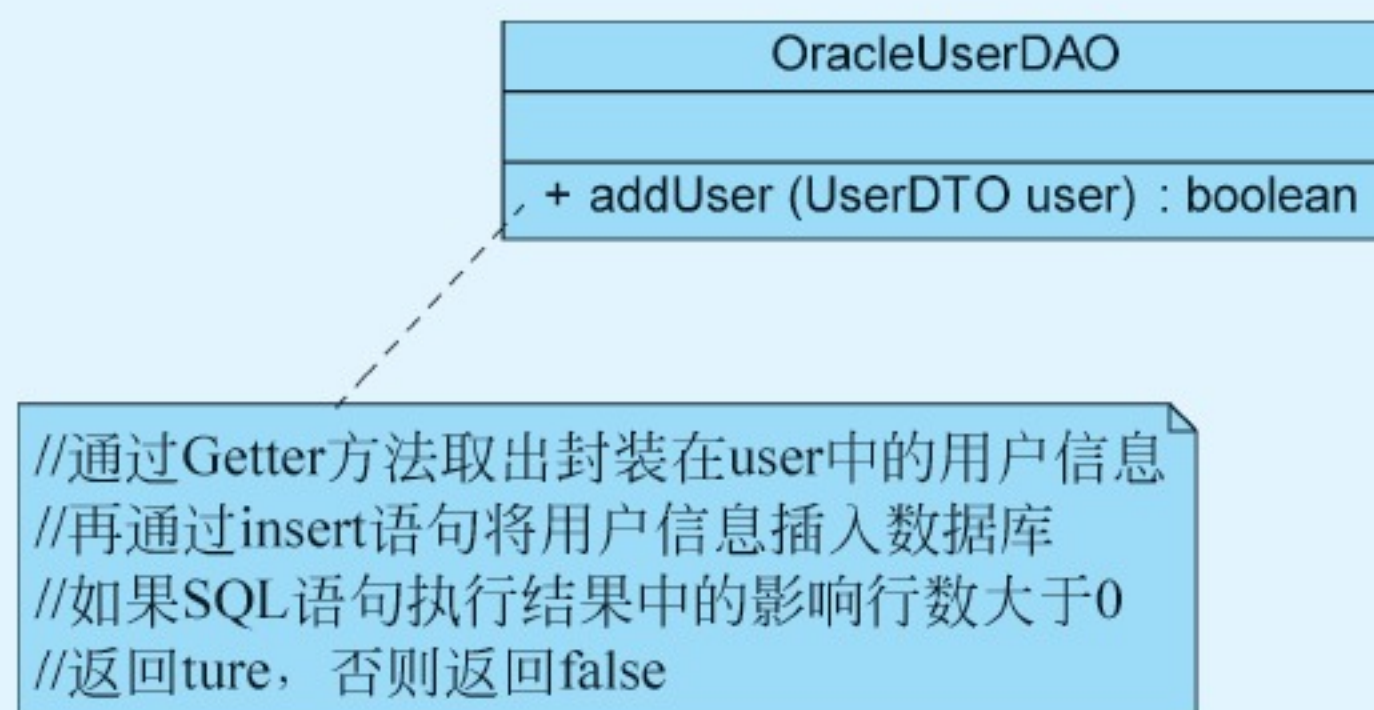 OracleUserDAO
+ addUser (UserDTO user) : boolean
//通过Getter方法取出封装在user中的用户信息
//再通过insert语句将用户信息插入数据库
//如果SQL语句执行结果中的影响行数大于0
//返回ture，否则返回false